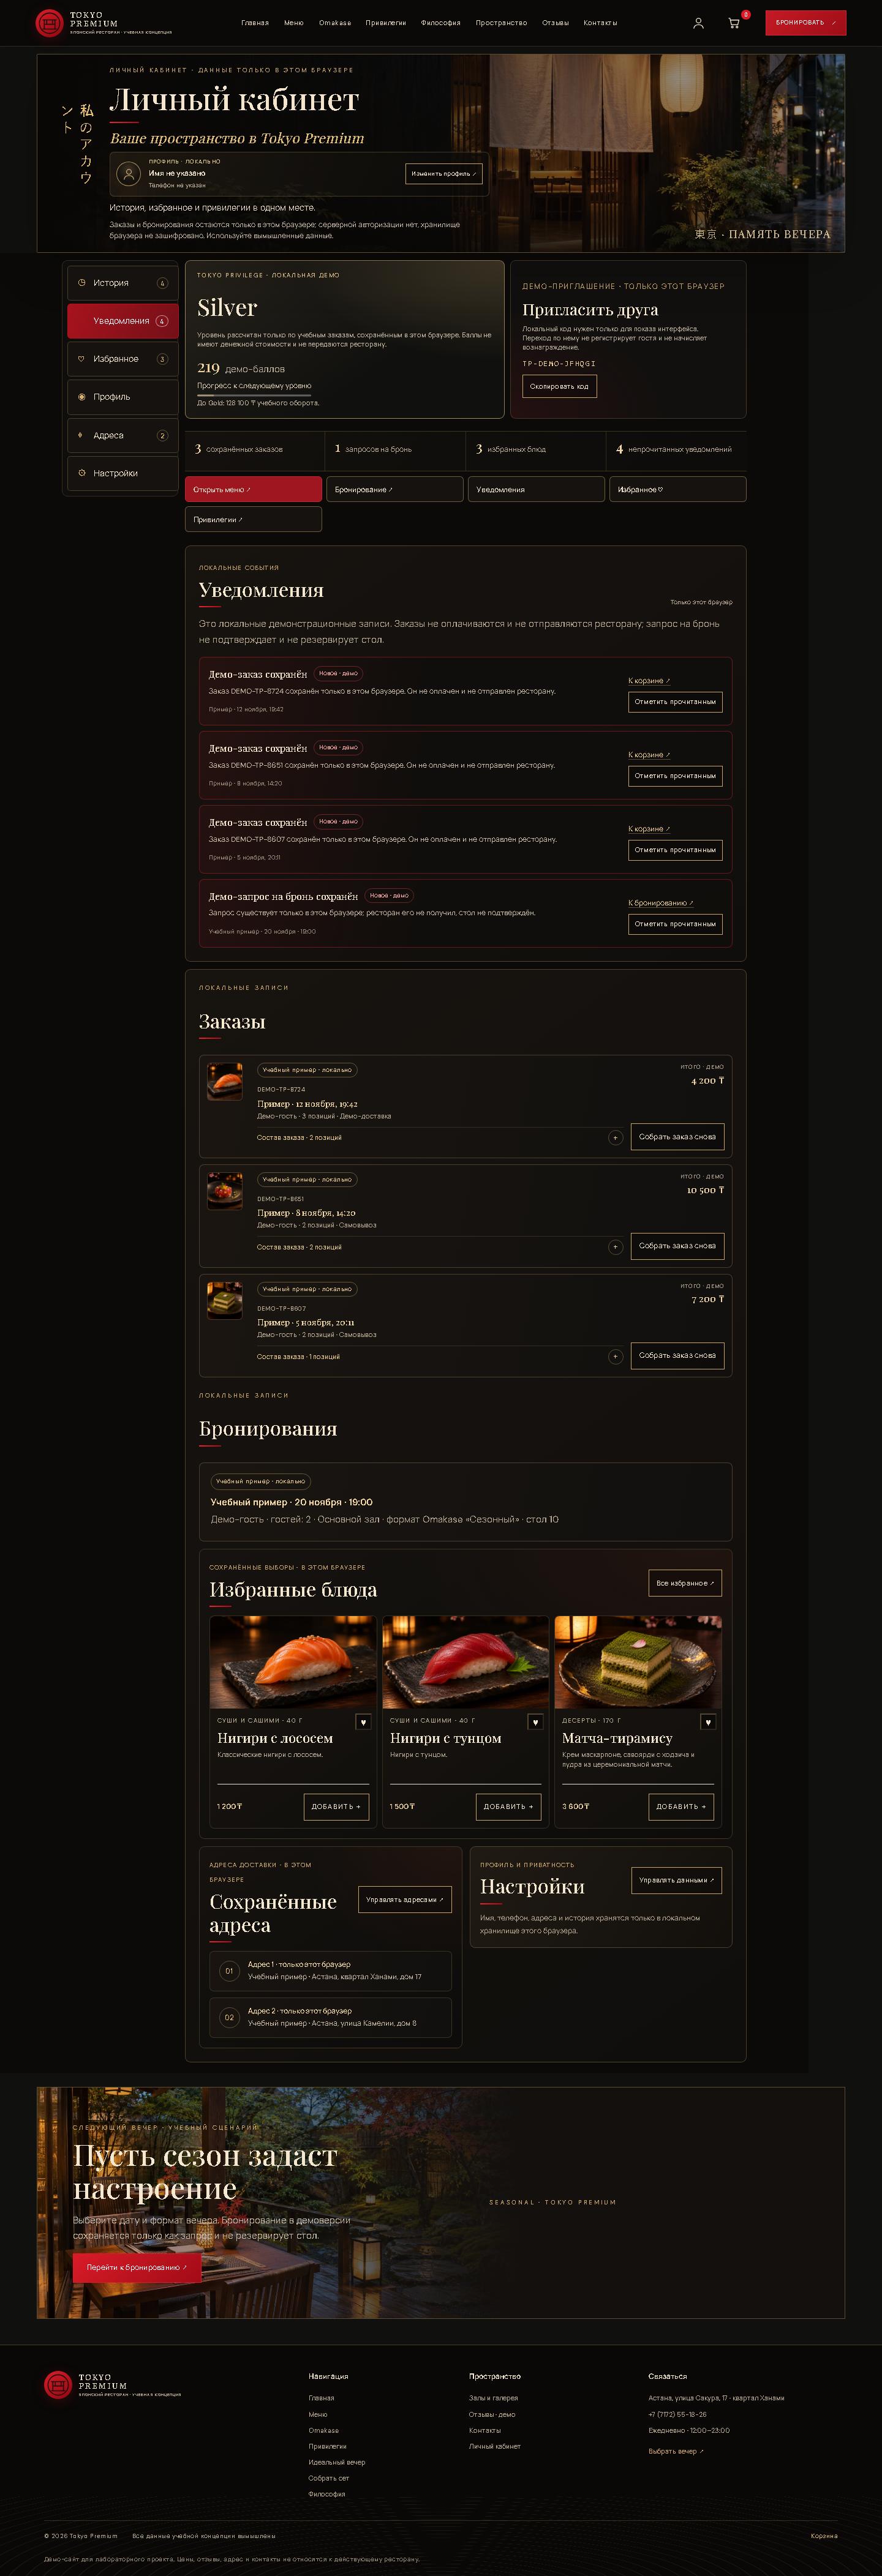 TOKYO
PREMIUM
ЯПОНСКИЙ РЕСТОРАН · УЧЕБНАЯ КОНЦЕПЦИЯ
Главная
Меню
Omakase
Привилегии
Философия
Пространство
Отзывы
Контакты
0
БРОНИРОВАТЬ ↗
私のアカウント
ЛИЧНЫЙ КАБИНЕТ · ДАННЫЕ ТОЛЬКО В ЭТОМ БРАУЗЕРЕ
Личный кабинет
Ваше пространство в Tokyo Premium
ПРОФИЛЬ · ЛОКАЛЬНО
Имя не указано
Телефон не указан
Изменить профиль ↗
История, избранное и привилегии в одном месте.
Заказы и бронирования остаются только в этом браузере: серверной авторизации нет, хранилище
браузера не зашифровано. Используйте вымышленные данные.
東京 · ПАМЯТЬ ВЕЧЕРА
История 4
Уведомления 4
Избранное 3
Профиль
Адреса 2
Настройки
TOKYO PRIVILEGE · ЛОКАЛЬНАЯ ДЕМО
Silver
Уровень рассчитан только по учебным заказам, сохранённым в этом браузере. Баллы не
имеют денежной стоимости и не передаются ресторану.
219 демо-баллов
Прогресс к следующему уровню
До Gold: 128 100 ₸ учебного оборота.
ДЕМО-ПРИГЛАШЕНИЕ · ТОЛЬКО ЭТОТ БРАУЗЕР
Пригласить друга
Локальный код нужен только для показа интерфейса.
Переход по нему не регистрирует гостя и не начисляет
вознаграждение.
TP-DEMO-JFHQGI
Скопировать код
3 сохранённых заказов
1 запросов на бронь
3 избранных блюд
4 непрочитанных уведомлений
Открыть меню ↗
Бронирование ↗
Уведомления
Избранное ♡
Привилегии ↗
ЛОКАЛЬНЫЕ СОБЫТИЯ
Уведомления
Только этот браузер
Это локальные демонстрационные записи. Заказы не оплачиваются и не отправляются ресторану; запрос на бронь
не подтверждает и не резервирует стол.
Демо-заказ сохранён
Новое · демо
Заказ DEMO-TP-8724 сохранён только в этом браузере. Он не оплачен и не отправлен ресторану.
Пример · 12 ноября, 19:42
К корзине ↗
Отметить прочитанным
Демо-заказ сохранён
Новое · демо
Заказ DEMO-TP-8651 сохранён только в этом браузере. Он не оплачен и не отправлен ресторану.
Пример · 8 ноября, 14:20
К корзине ↗
Отметить прочитанным
Демо-заказ сохранён
Новое · демо
Заказ DEMO-TP-8607 сохранён только в этом браузере. Он не оплачен и не отправлен ресторану.
Пример · 5 ноября, 20:11
К корзине ↗
Отметить прочитанным
Демо-запрос на бронь сохранён
Новое · демо
Запрос существует только в этом браузере: ресторан его не получил, стол не подтверждён.
Учебный пример · 20 ноября · 19:00
К бронированию ↗
Отметить прочитанным
ЛОКАЛЬНЫЕ ЗАПИСИ
Заказы
Учебный пример · локально
DEMO-TP-8724
Пример · 12 ноября, 19:42
Демо-гость · 3 позиций · Демо-доставка
Состав заказа · 2 позиций
+
ИТОГО · ДЕМО
4 200 ₸
Собрать заказ снова
Учебный пример · локально
DEMO-TP-8651
Пример · 8 ноября, 14:20
Демо-гость · 2 позиций · Самовывоз
Состав заказа · 2 позиций
+
ИТОГО · ДЕМО
10 500 ₸
Собрать заказ снова
Учебный пример · локально
DEMO-TP-8607
Пример · 5 ноября, 20:11
Демо-гость · 2 позиций · Самовывоз
Состав заказа · 1 позиций
+
ИТОГО · ДЕМО
7 200 ₸
Собрать заказ снова
ЛОКАЛЬНЫЕ ЗАПИСИ
Бронирования
Учебный пример · локально
Учебный пример · 20 ноября · 19:00
Демо-гость · гостей: 2 · Основной зал · формат Omakase «Сезонный» · стол 10
СОХРАНЁННЫЕ ВЫБОРЫ · В ЭТОМ БРАУЗЕРЕ
Избранные блюда
Все избранное ↗
СУШИ И САШИМИ · 40 Г
♥
Нигири с лососем
Классические нигири с лососем.
1 200 ₸
ДОБАВИТЬ +
СУШИ И САШИМИ · 40 Г
♥
Нигири с тунцом
Нигири с тунцом.
1 500 ₸
ДОБАВИТЬ +
ДЕСЕРТЫ · 170 Г
♥
Матча-тирамису
Крем маскарпоне, савоярди с ходзича и
пудра из церемониальной матчи.
3 600 ₸
ДОБАВИТЬ +
АДРЕСА ДОСТАВКИ · В ЭТОМ
БРАУЗЕРЕ
Сохранённые
адреса
Управлять адресами ↗
01
Адрес 1 · только этот браузер
Учебный пример · Астана, квартал Ханами, дом 17
02
Адрес 2 · только этот браузер
Учебный пример · Астана, улица Камелии, дом 8
ПРОФИЛЬ И ПРИВАТНОСТЬ
Настройки
Управлять данными ↗
Имя, телефон, адреса и история хранятся только в локальном
хранилище этого браузера.
СЛЕДУЮЩИЙ ВЕЧЕР · УЧЕБНЫЙ СЦЕНАРИЙ
Пусть сезон задаст
настроение
Выберите дату и формат вечера. Бронирование в демоверсии
сохраняется только как запрос и не резервирует стол.
Перейти к бронированию ↗
SEASONAL · TOKYO PREMIUM
TOKYO
PREMIUM
ЯПОНСКИЙ РЕСТОРАН · УЧЕБНАЯ КОНЦЕПЦИЯ
Навигация
Главная
Меню
Omakase
Привилегии
Идеальный вечер
Собрать сет
Философия
Пространство
Залы и галерея
Отзывы · демо
Контакты
Личный кабинет
Связаться
Астана, улица Сакура, 17 · квартал Ханами
+7 (7172) 55-18-26
Ежедневно · 12:00–23:00
Выбрать вечер ↗
© 2026 Tokyo Premium
Все данные учебной концепции вымышлены
Корзина
Демо-сайт для лабораторного проекта. Цены, отзывы, адрес и контакты не относятся к действующему ресторану.